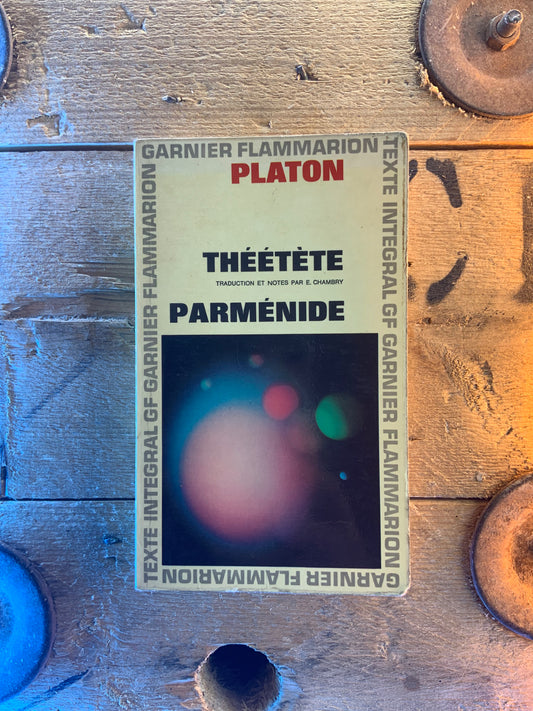 GARNIER FLAMMARION
PLATON
THÉÉTÈTE
TRADUCTION ET NOTES PAR E. CHAMBRY
PARMÉNIDE
TEXTE INTEGRAL GF GARNIER FLAMMARION
TEXTE INTEGRAL GF GARNIER FLAMMARION
GARNIER FLAMMARION